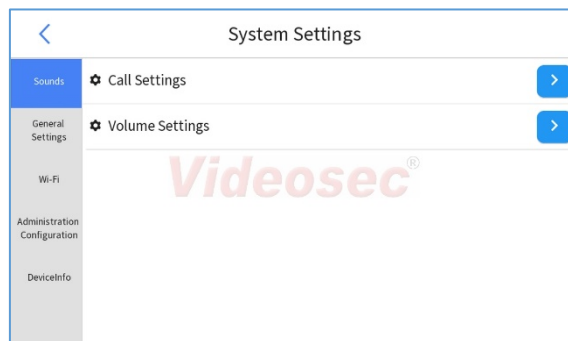 System Settings
Sounds
Call Settings
General
Settings
Volume Settings
Wi-Fi
Videosec®
Administration
Configuration
DeviceInfo